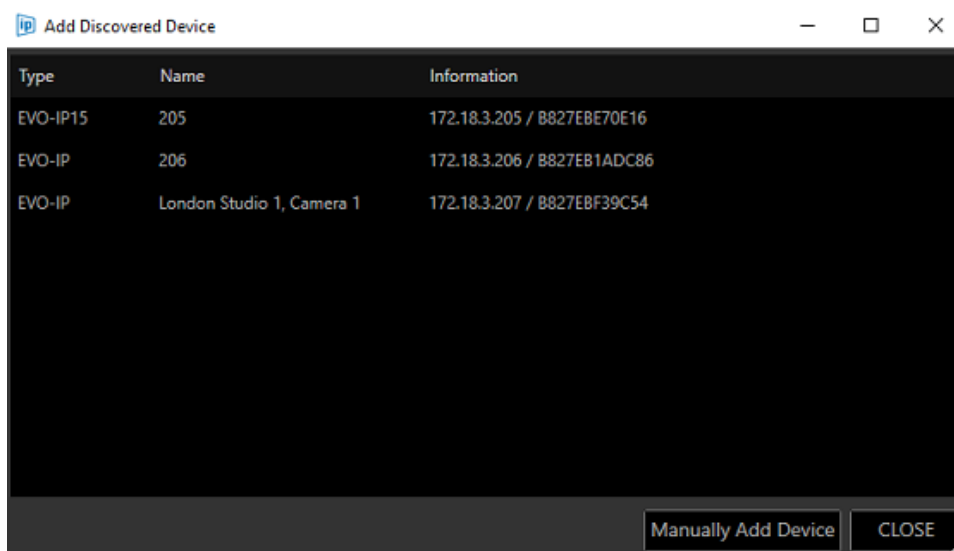 ip Add Discovered Device
Type Name Information
EVO-IP15 205 172.18.3.205 / B827EBE70E16
EVO-IP 206 172.18.3.206 / B827EB1ADC86
EVO-IP London Studio 1, Camera 1 172.18.3.207 / B827EBF39C54
Manually Add Device CLOSE